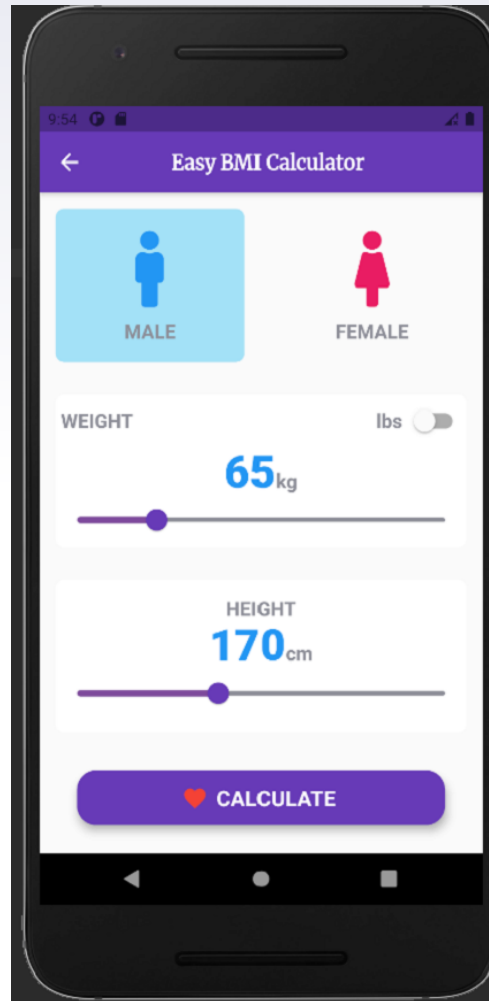 9:54
Easy BMI Calculator
MALE
FEMALE
WEIGHT
lbs
65kg
HEIGHT
170cm
CALCULATE